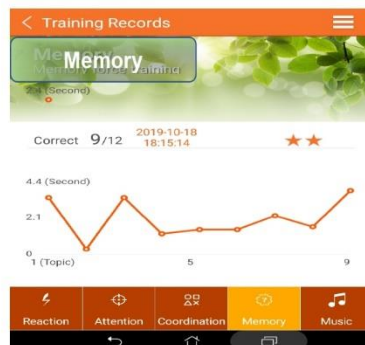 < Training Records
Memory
Memory
Memory force training
2.4 (Second)
Correct 9/12 2019-10-18
18:15:14
4.4 (Second)
2.1
0
1 (Topic) 5 9
Reaction Attention Coordination Memory Music